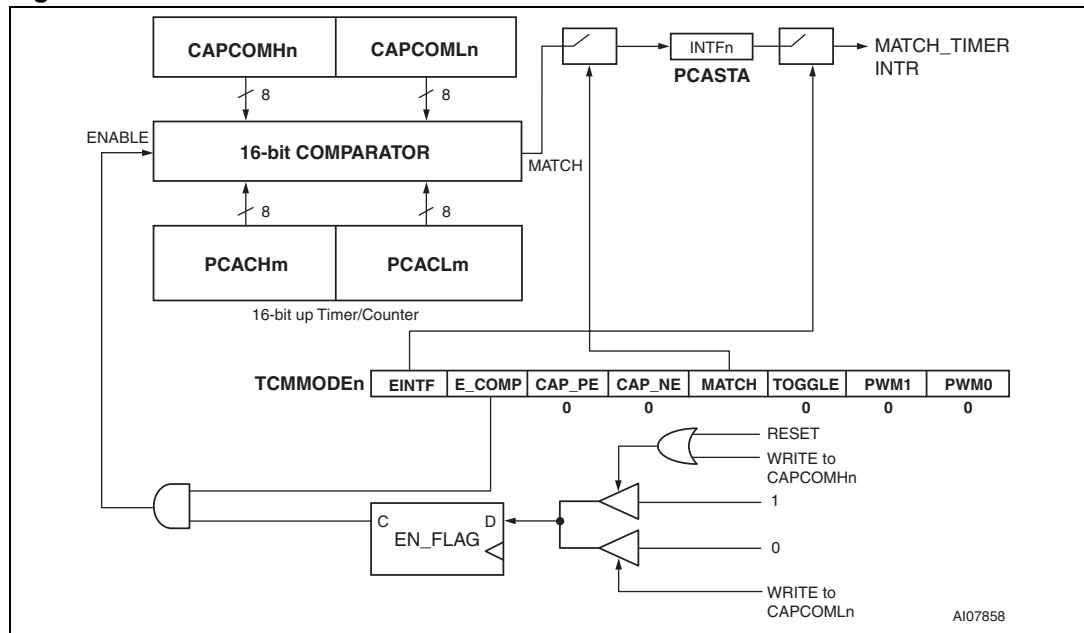 CAPCOMHn CAPCOMLn
INTFn
PCASTA
MATCH_TIMER
INTR
8 8
ENABLE
16-bit COMPARATOR
MATCH
8 8
PCACHm PCACLm
16-bit up Timer/Counter
TCMMODEn EINTF E_COMP CAP_PE CAP_NE MATCH TOGGLE PWM1 PWM0
0 0 0 0 0
RESET
WRITE to
CAPCOMHn
1
C D
EN_FLAG
0
WRITE to
CAPCOMLn
AI07858